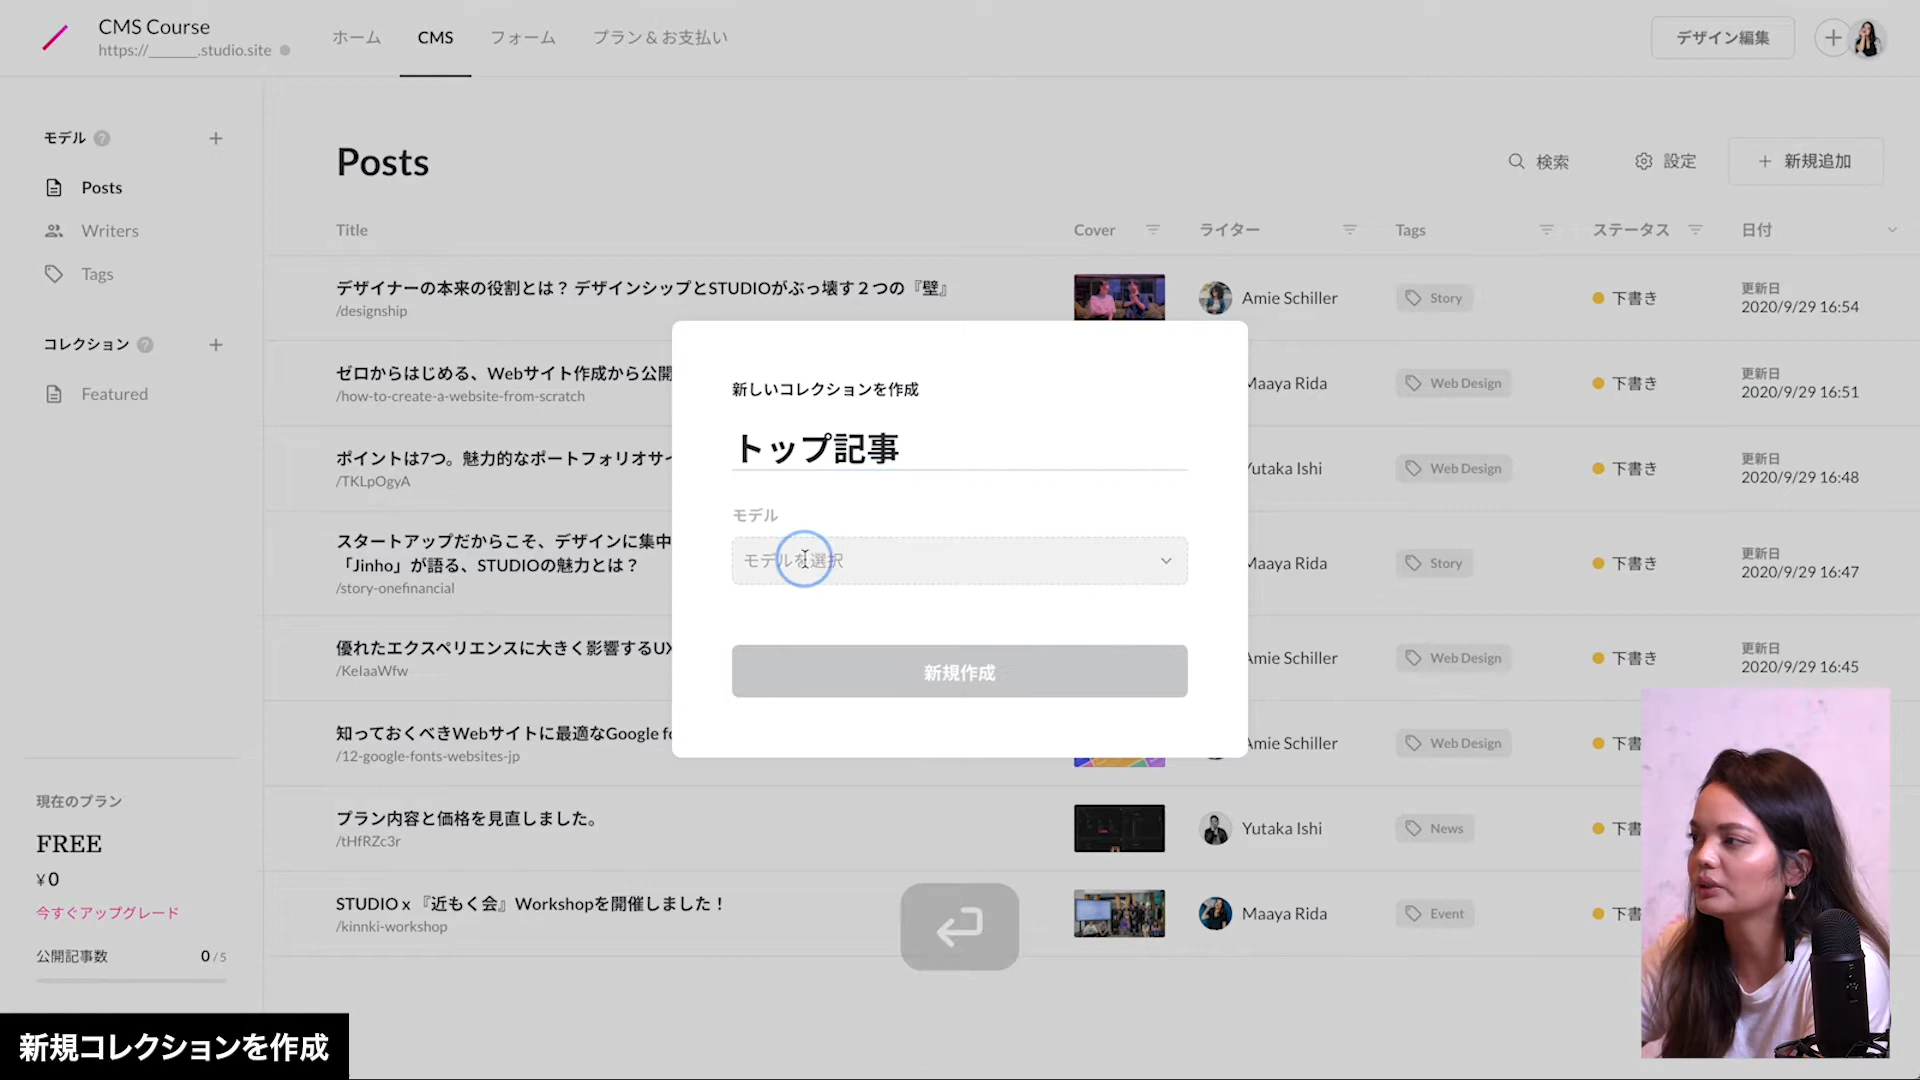 CMS Course
https://______.studio.site
ホーム
CMS
フォーム
プラン & お支払い
デザイン編集
モデル
Posts
Writers
Tags
コレクション
Featured
現在のプラン
FREE
¥0
今すぐアップグレード
公開記事数 0 / 5
Posts
検索
設定
新規追加
Title Cover ライター Tags ステータス 日付
デザイナーの本来の役割とは？ デザインシップとSTUDIOがぶっ壊す２つの『壁』
/designship
Amie Schiller
Story
下書き
更新日
2020/9/29 16:54
ゼロからはじめる、Webサイト作成から公開
/how-to-create-a-website-from-scratch
Maaya Rida
Web Design
下書き
更新日
2020/9/29 16:51
ポイントは7つ。魅力的なポートフォリオサイ
/TKLpOgyA
Yutaka Ishi
Web Design
下書き
更新日
2020/9/29 16:48
スタートアップだからこそ、デザインに集中
「Jinho」が語る、STUDIOの魅力とは？
/story-onefinancial
Maaya Rida
Story
下書き
更新日
2020/9/29 16:47
優れたエクスペリエンスに大きく影響するUX
Amie Schiller
Web Design
下書き
更新日
2020/9/29 16:45
知っておくべきWebサイトに最適なGoogle fo
/12-google-fonts-websites-jp
Amie Schiller
Web Design
下書
プラン内容と価格を見直しました。
/tHfRZc3r
Yutaka Ishi
News
下書
STUDIO x 『近もく会』Workshopを開催しました！
/kinnki-workshop
Maaya Rida
Event
下書
新しいコレクションを作成
トップ記事
モデル
モデルを選択
新規作成
新規コレクションを作成